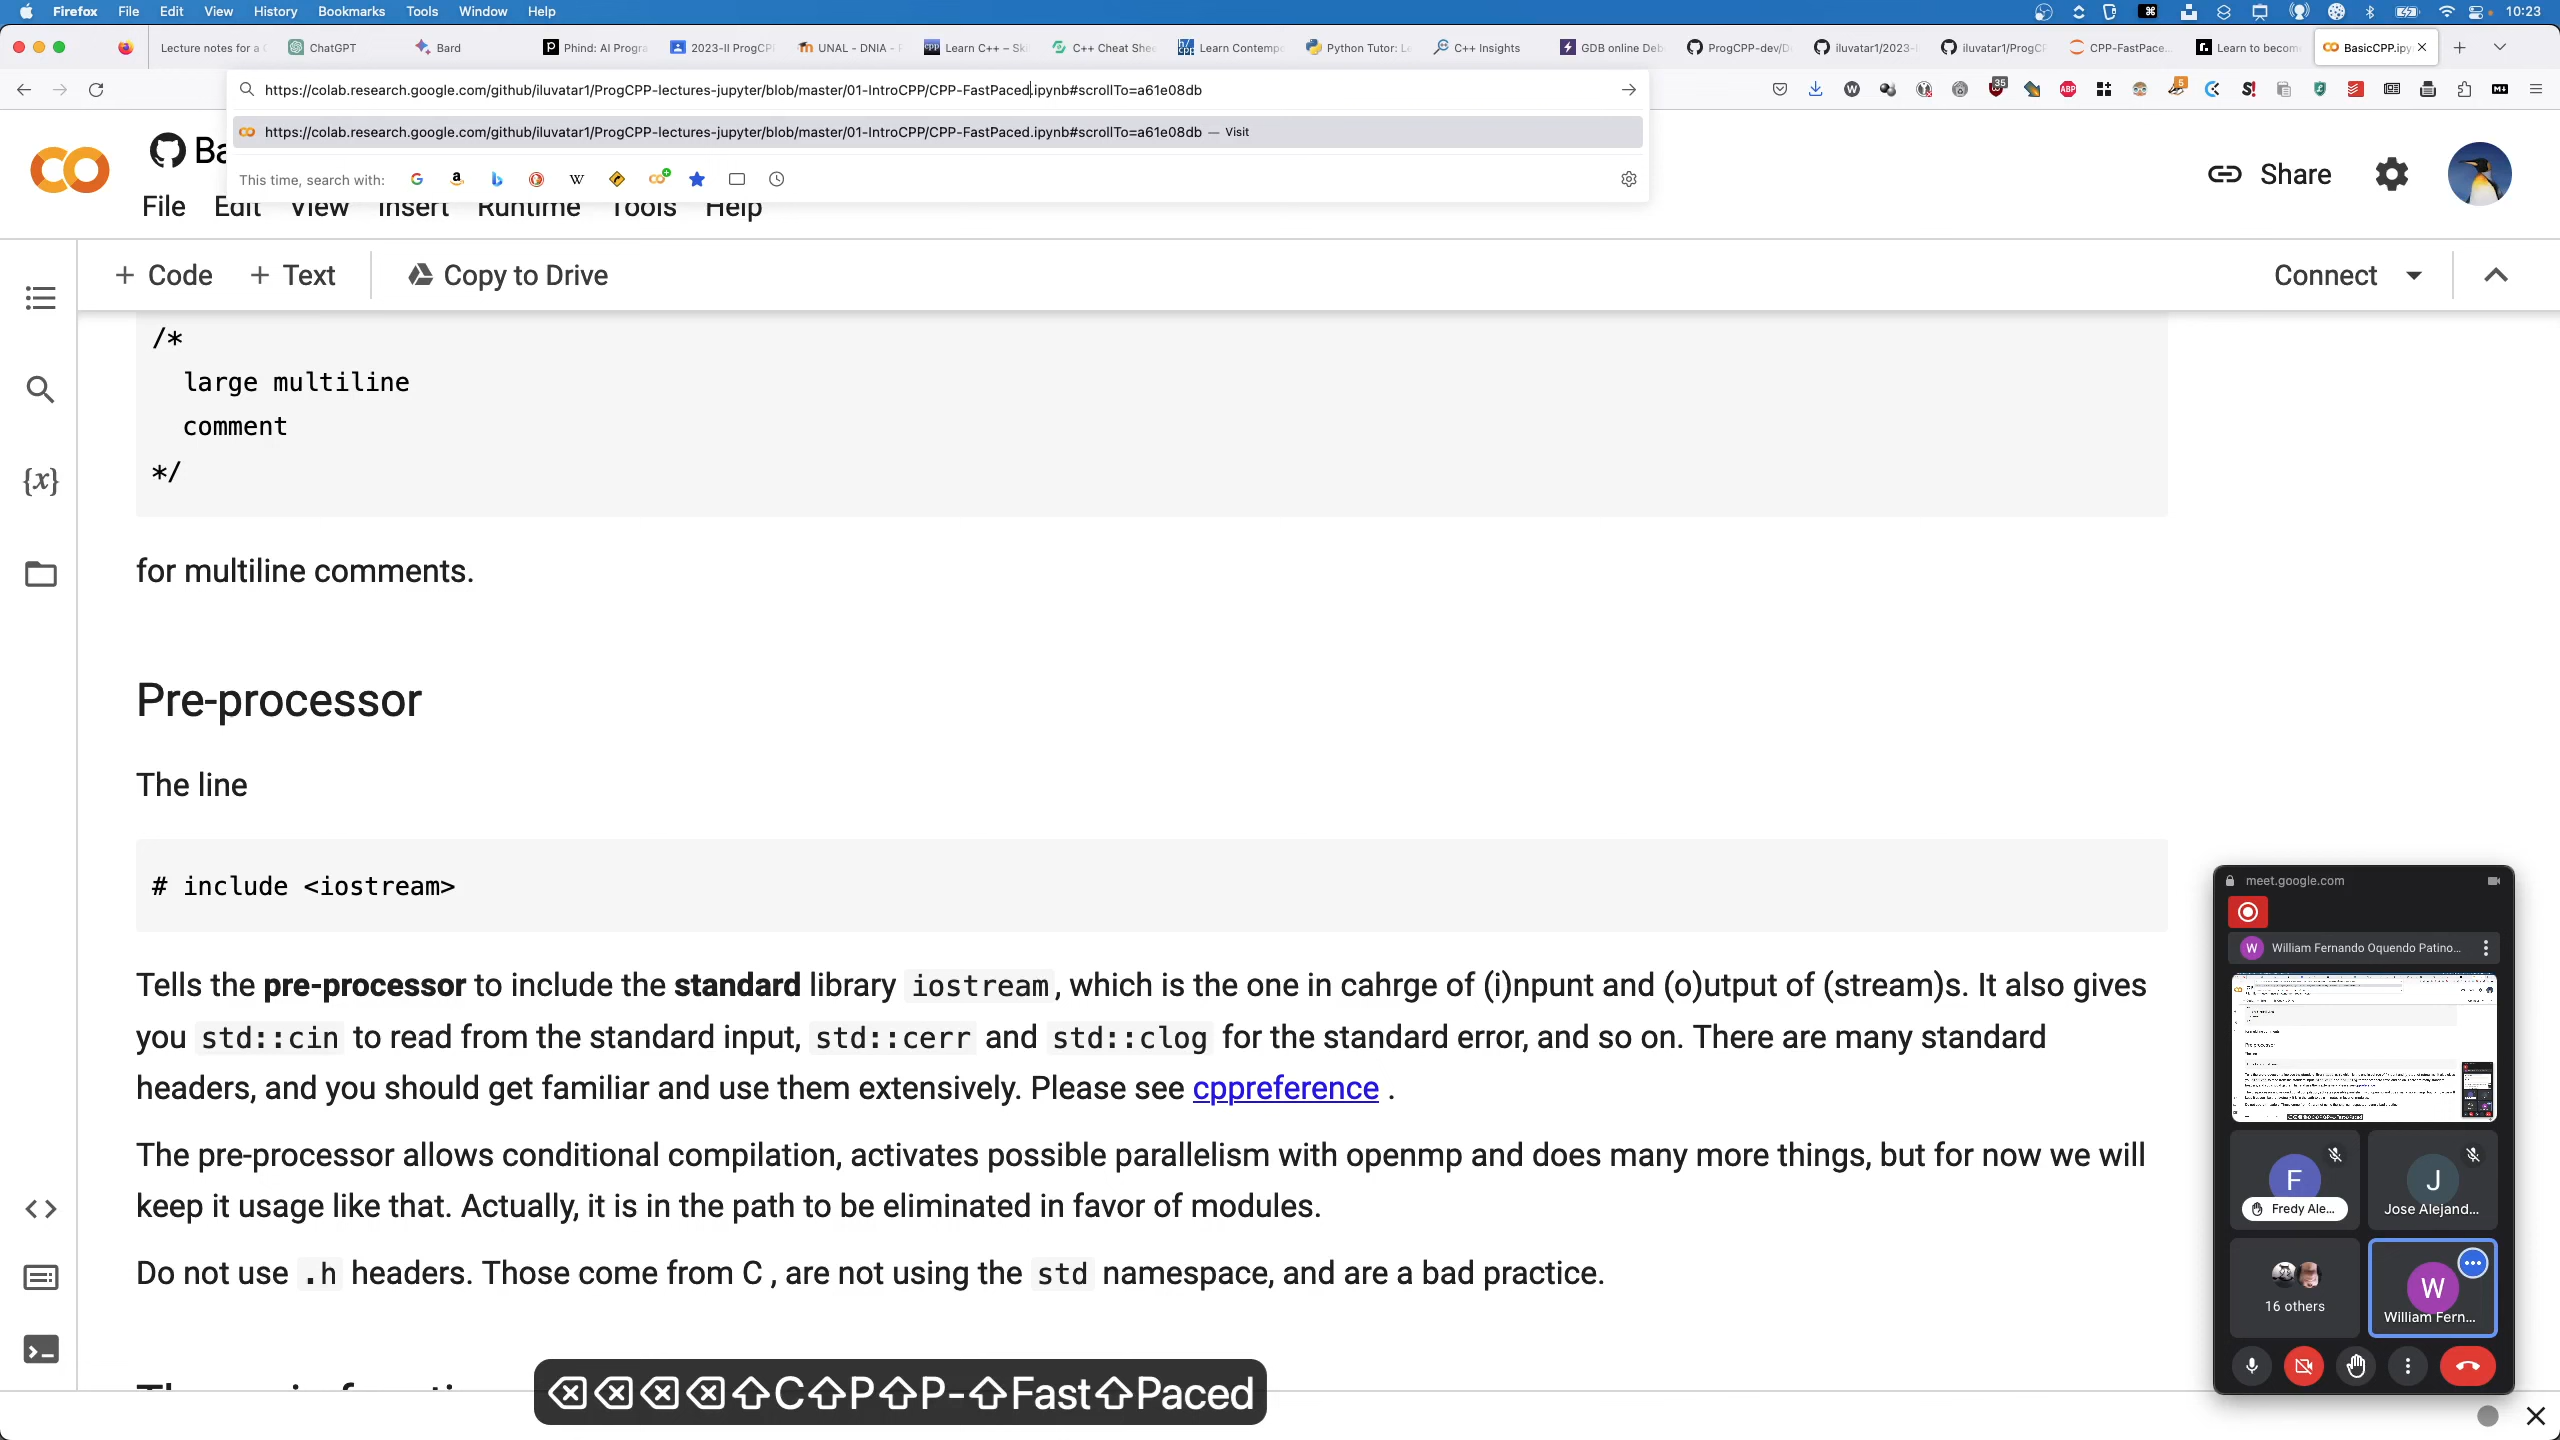 Firefox File Edit View History Bookmarks Tools Window Help 10:23
Lecture notes for a C ChatGPT Bard Phind: AI Progra 2023-II ProgCP UNAL - DNIA - Learn C++ – Sk C++ Cheat She Learn Contemp Python Tutor: Le C++ Insights GDB online Deb ProgCPP-dev/D iluvatar1/2023- iluvatar1/ProgC CPP-FastPace... Learn to becom BasicCPP.ipy
https://colab.research.google.com/github/iluvatar1/ProgCPP-lectures-jupyter/blob/master/01-IntroCPP/CPP-FastPaced.ipynb#scrollTo=a61e08db
35 ABP 5
https://colab.research.google.com/github/iluvatar1/ProgCPP-lectures-jupyter/blob/master/01-IntroCPP/CPP-FastPaced.ipynb#scrollTo=a61e08db — Visit
This time, search with:
Ba
Share
File Edit View Insert Runtime Tools Help
+ Code + Text Copy to Drive Connect
/*
large multiline
comment
*/
for multiline comments.
Pre-processor
The line
# include <iostream>
Tells the pre-processor to include the standard library iostream, which is the one in cahrge of (i)npunt and (o)utput of (stream)s. It also gives
you std::cin to read from the standard input, std::cerr and std::clog for the standard error, and so on. There are many standard
headers, and you should get familiar and use them extensively. Please see cppreference .
The pre-processor allows conditional compilation, activates possible parallelism with openmp and does many more things, but for now we will
keep it usage like that. Actually, it is in the path to be eliminated in favor of modules.
Do not use .h headers. Those come from C , are not using the std namespace, and are a bad practice.
⌫⌫⌫⌫⇧C⇧P⇧P-⇧Fast⇧Paced
meet.google.com
W William Fernando Oquendo Patino...
F
Fredy Ale...
J
Jose Alejand...
16 others
W
William Fern...